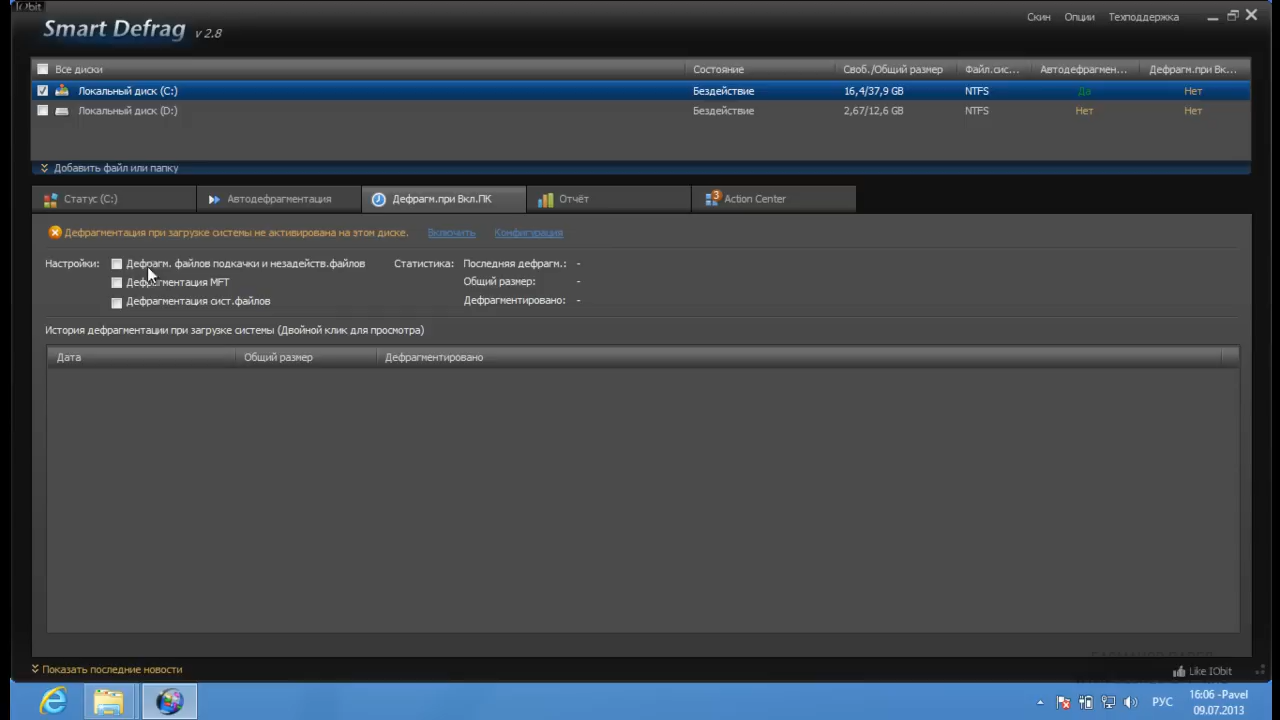 IObit
Smart Defrag v 2.8
Скин Опции Техподдержка
Все диски Состояние Своб./Общий размер Файл.сис... Автодефрагмен... Дефрагм.при Вк...
Локальный диск (C:) Бездействие 16,4/37,9 GB NTFS Да Нет
Локальный диск (D:) Бездействие 2,67/12,6 GB NTFS Нет Нет
Добавить файл или папку
Статус (C:) Автодефрагментация Дефрагм.при Вкл.ПК Отчёт 3 Action Center
Дефрагментация при загрузке системы не активирована на этом диске. Включить Конфигурация
Настройки: Дефрагм. файлов подкачки и незадейств.файлов Статистика: Последняя дефрагм.: -
Дефрагментация MFT Общий размер: -
Дефрагментация сист.файлов Дефрагментировано: -
История дефрагментации при загрузке системы (Двойной клик для просмотра)
Дата Общий размер Дефрагментировано
Показать последние новости Like IObit
РУС 16:06 -Pavel
09.07.2013